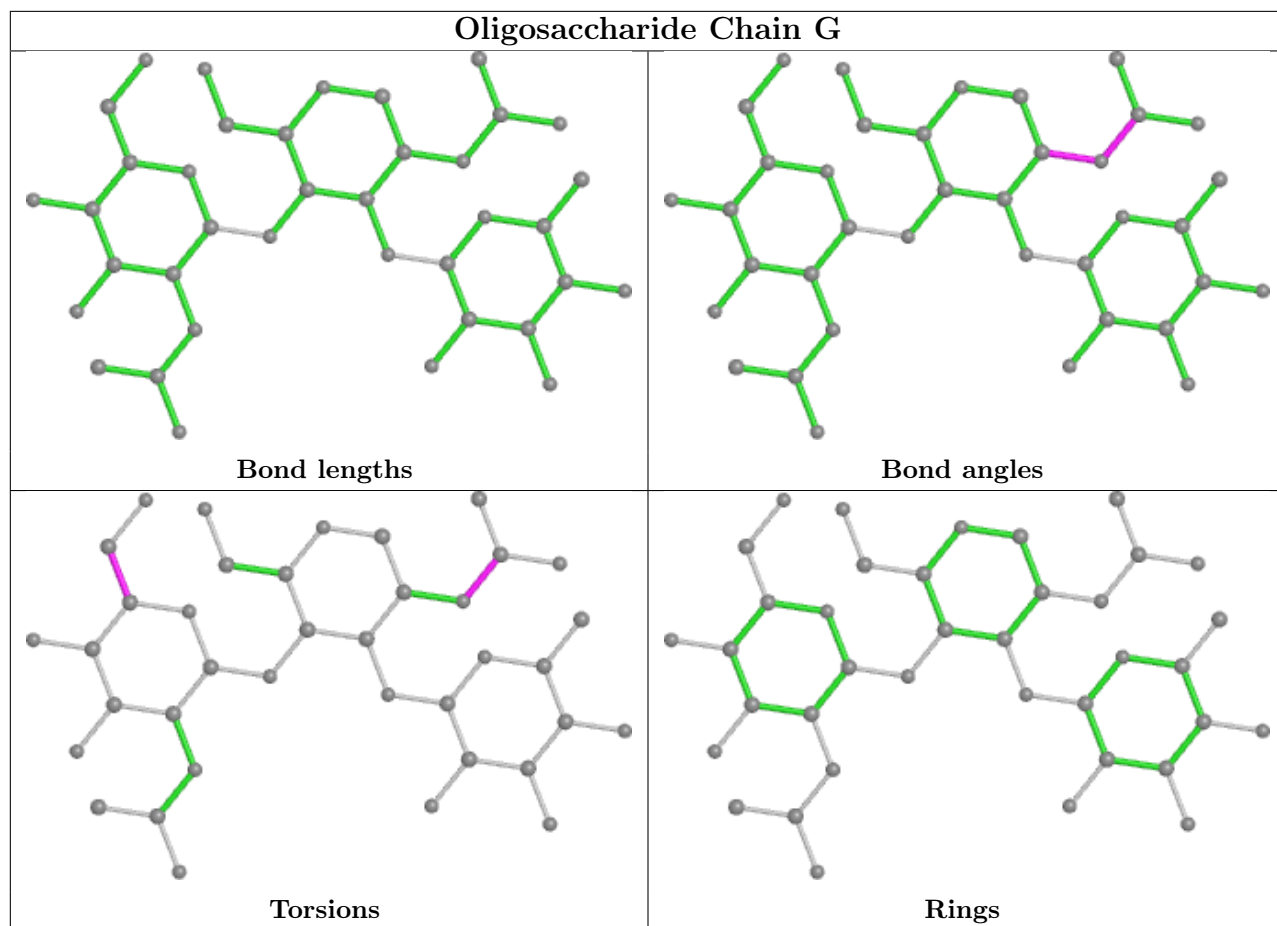 Oligosaccharide Chain G
Bond lengths
Bond angles
Torsions
Rings